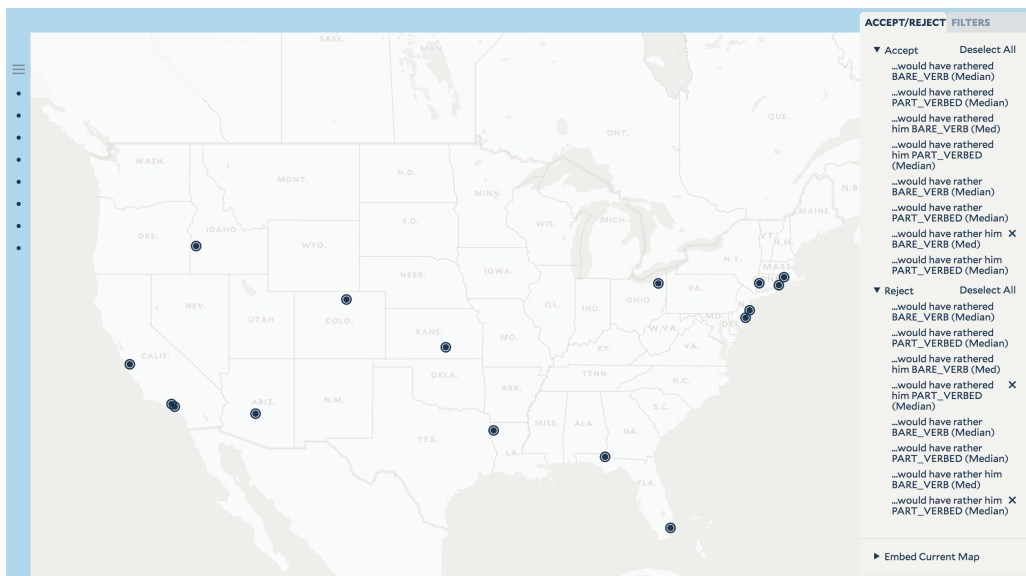 ACCEPT/REJECT FILTERS
▼ Accept Deselect All
...would have rathered
BARE_VERB (Median)
...would have rathered
PART_VERBED (Median)
...would have rathered
him BARE_VERB (Med)
...would have rathered
him PART_VERBED
(Median)
...would have rather
BARE_VERB (Median)
...would have rather
PART_VERBED (Median)
...would have rather him ✕
BARE_VERB (Med)
...would have rather him
PART_VERBED (Median)
▼ Reject Deselect All
...would have rathered
BARE_VERB (Median)
...would have rathered
PART_VERBED (Median)
...would have rathered
him BARE_VERB (Med)
...would have rathered ✕
him PART_VERBED
(Median)
...would have rather
BARE_VERB (Median)
...would have rather
PART_VERBED (Median)
...would have rather him
BARE_VERB (Med)
...would have rather him ✕
PART_VERBED (Median)
▶ Embed Current Map
SASK.
MAN.
ONT.
QUE.
N.B.
WASH.
MONT.
N.D.
MINN.
MAINE
ORE.
IDAHO
WYO.
S.D.
WIS.
MICH.
VT.
N.H.
N.Y.
MASS.
NEV.
UTAH
COLO.
NEBR.
IOWA
ILL.
IND.
OHIO
PA.
MD.
DEL.
CALIF.
KANS.
MO.
KY.
W.VA.
VA.
ARIZ.
N.M.
OKLA.
ARK.
TENN.
N.C.
S.C.
TEX.
LA.
MISS.
ALA.
GA.
FLA.